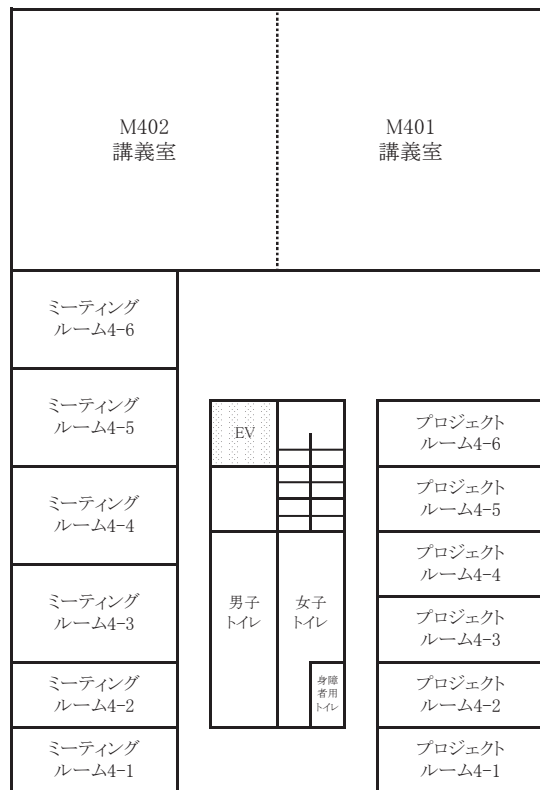 M402
講義室
M401
講義室
ミーティング
ルーム4-6
ミーティング
ルーム4-5
ミーティング
ルーム4-4
ミーティング
ルーム4-3
ミーティング
ルーム4-2
ミーティング
ルーム4-1
EV
男子
トイレ
女子
トイレ
身障
者用
トイレ
プロジェクト
ルーム4-6
プロジェクト
ルーム4-5
プロジェクト
ルーム4-4
プロジェクト
ルーム4-3
プロジェクト
ルーム4-2
プロジェクト
ルーム4-1